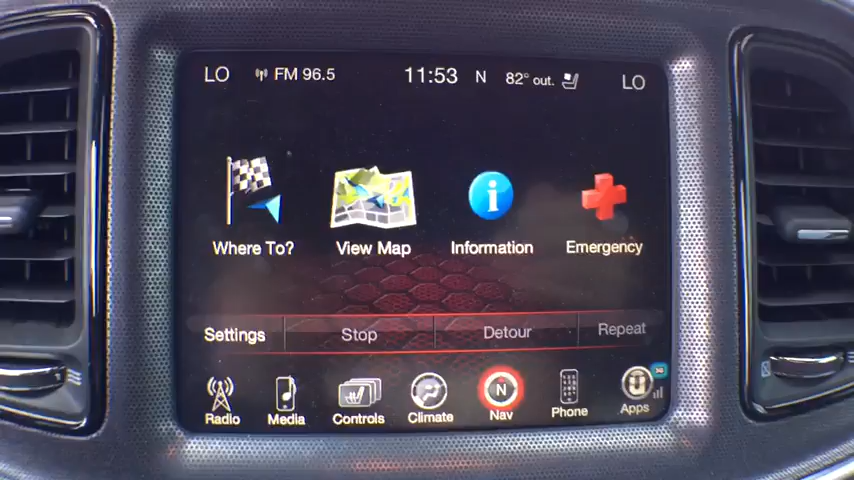 LO FM 96.5 11:53 N 82° out. LO
Where To? View Map Information Emergency
Settings Stop Detour Repeat
3G
N
Radio Media Controls Climate Nav Phone Apps